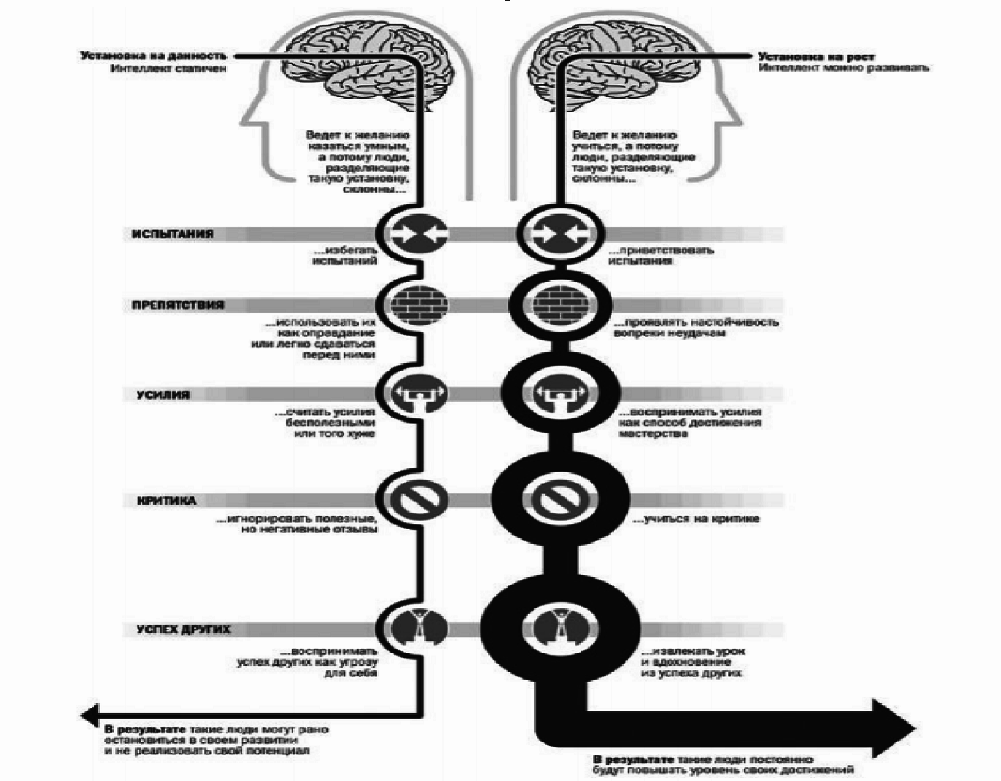 Установка на данность
Интеллект статичен
Установка на рост
Интеллект можно развивать
Ведет к желанию
казаться умным,
а потому люди,
разделяющие
такую установку,
склонны...
Ведет к желанию
учиться, а потому
люди, разделяющие
такую установку,
склонны...
ИСПЫТАНИЯ
...избегать
испытаний
...приветствовать
испытания
ПРЕПЯТСТВИЯ
...использовать их
как оправдание
или легко сдаваться
перед ними
...проявлять настойчивость
вопреки неудачам
УСИЛИЯ
...считать усилия
бесполезными
или того хуже
...воспринимать усилия
как способ достижения
мастерства
КРИТИКА
...игнорировать полезные,
но негативные отзывы
...учиться на критике
УСПЕХ ДРУГИХ
...воспринимать
успех других как угрозу
для себя
...извлекать урок
и вдохновение
из успеха других
В результате такие люди могут рано
остановиться в своем развитии
и не реализовать свой потенциал
В результате такие люди постоянно
будут повышать уровень своих достижений